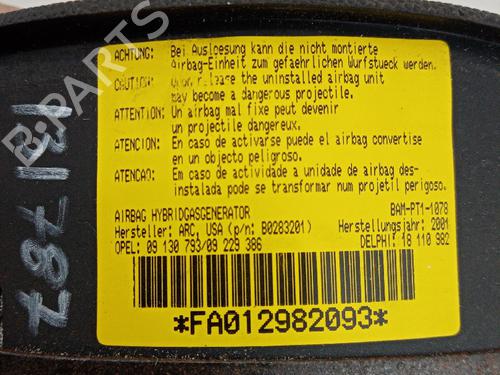 ACHTUNG: Bei Ausloesung kann die nicht montierte
Airbag-Einheit zum gefaehrlichen Wurfstueck werden.
CAUTION: Upon release the uninstalled airbag unit
may become a dangerous projectile.
ATTENTION: Un airbag mal fixe peut devenir
un projectile dangereux.
ATENCION: En caso de activarse puede el airbag convertise
en un objecto peligroso.
ATENCAO: Em caso de actividade a unidade de airbag des-
instalada pode se transformar num projetil perigoso.
AIRBAG HYBRIDGASGENERATOR BAM-PT1-1078
Hersteller: ARC, USA (p/n: B0283201) Herstellungsjahr: 2001
OPEL: 09 130 793/09 229 386 DELPHI: 18 110 982
*FA012982093*
B-PARTS